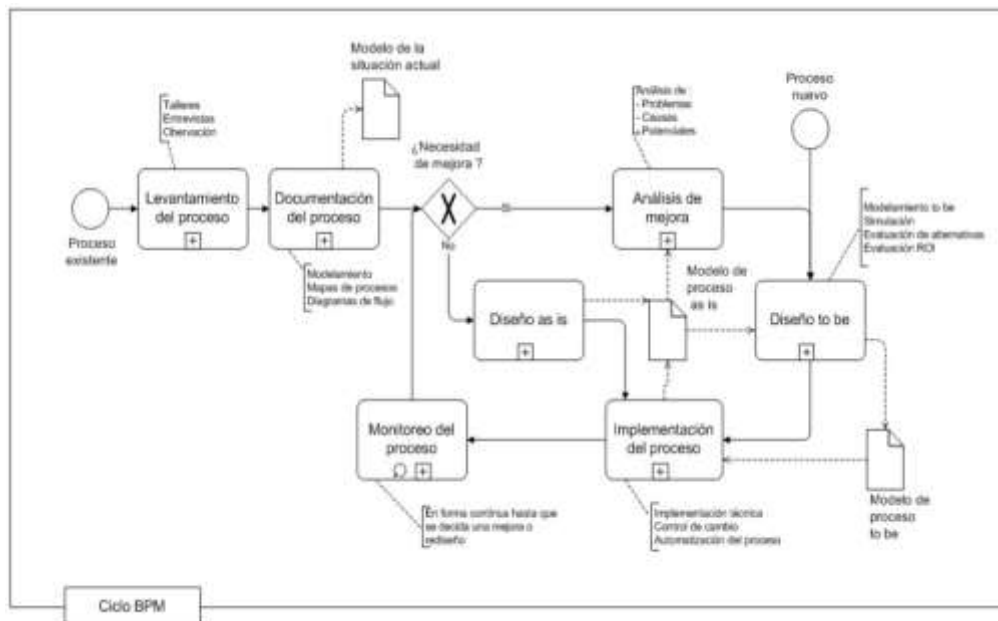 Modelo de la
situación actual
Talleres
Entrevistas
Obervación
Análisis de :
- Problemas
- Causas
- Potenciales
Proceso
nuevo
¿Necesidad
de mejora ?
Levantamiento
del proceso
Documentación
del proceso
Análisis de
mejora
Si
No
Proceso
existente
Modelamiento to be
Simulación
Evaluación de alternativas
Evaluación ROI
Modelamiento
Mapas de procesos
Diagramas de flujo
Modelo de
proceso
as is
Diseño as is
Diseño to be
Monitoreo del
proceso
Implementación
del proceso
En forma contínua hasta que
se decida una mejora o
rediseño
Implementación técnica
Control de cambio
Automatización del proceso
Modelo de
proceso
to be
Ciclo BPM